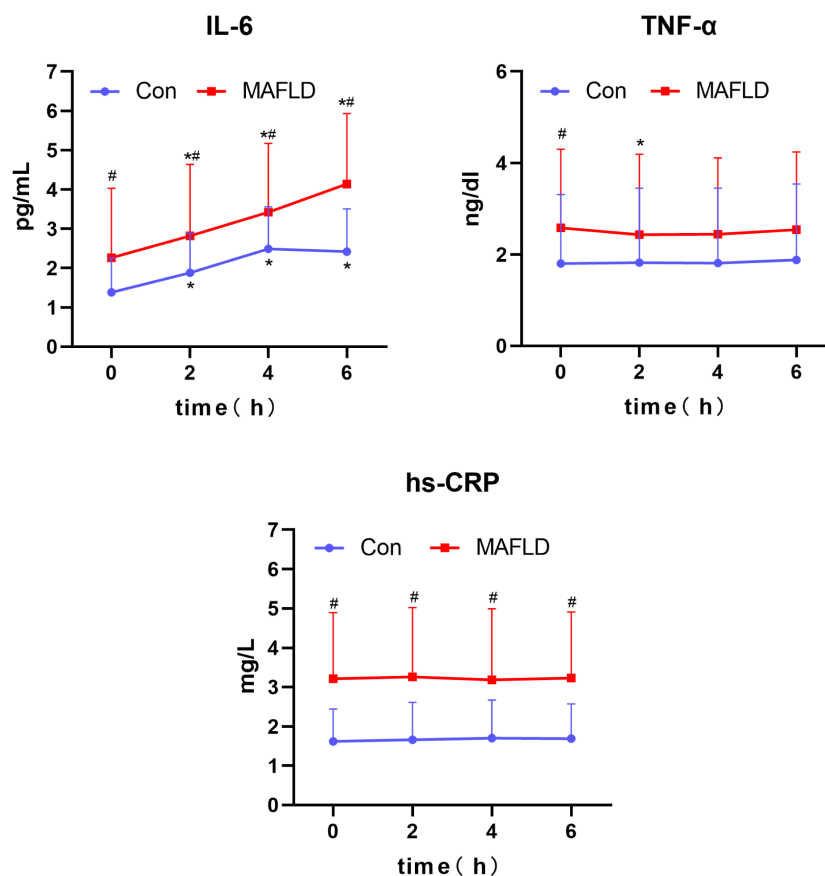 IL-6
Con MAFLD
pg/mL
7
6
5
4
3
2
1
0
#
*#
*#
*#
*
*
*
0 2 4 6
time( h)
TNF-α
Con MAFLD
ng/dl
6
4
2
0
#
*
0 2 4 6
time( h)
hs-CRP
Con MAFLD
mg/L
7
6
5
4
3
2
1
0
# # # #
0 2 4 6
time( h)